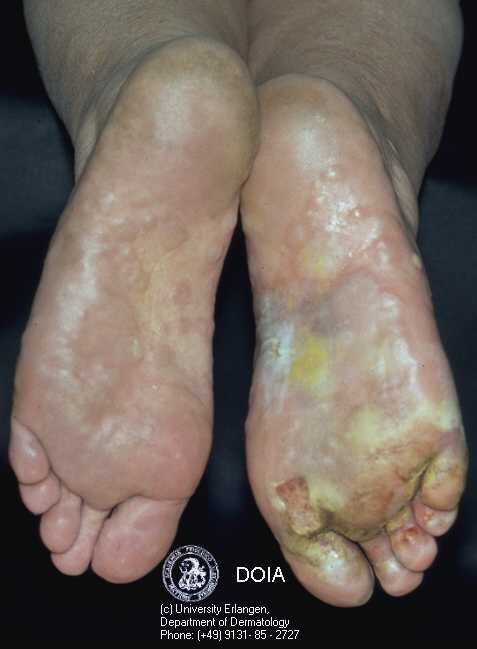 DOIA
(c) University Erlangen,
Department of Dermatology
Phone: (+49) 9131- 85 - 2727